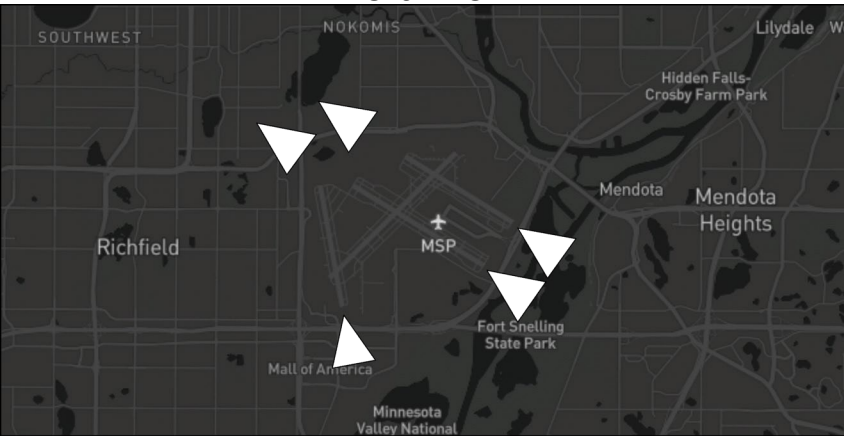 NOKOMIS
SOUTHWEST
Lilydale
Hidden Falls-
Crosby Farm Park
Mendota
Mendota
Heights
Richfield
MSP
Fort Snelling
State Park
Mall of America
Minnesota
Valley National